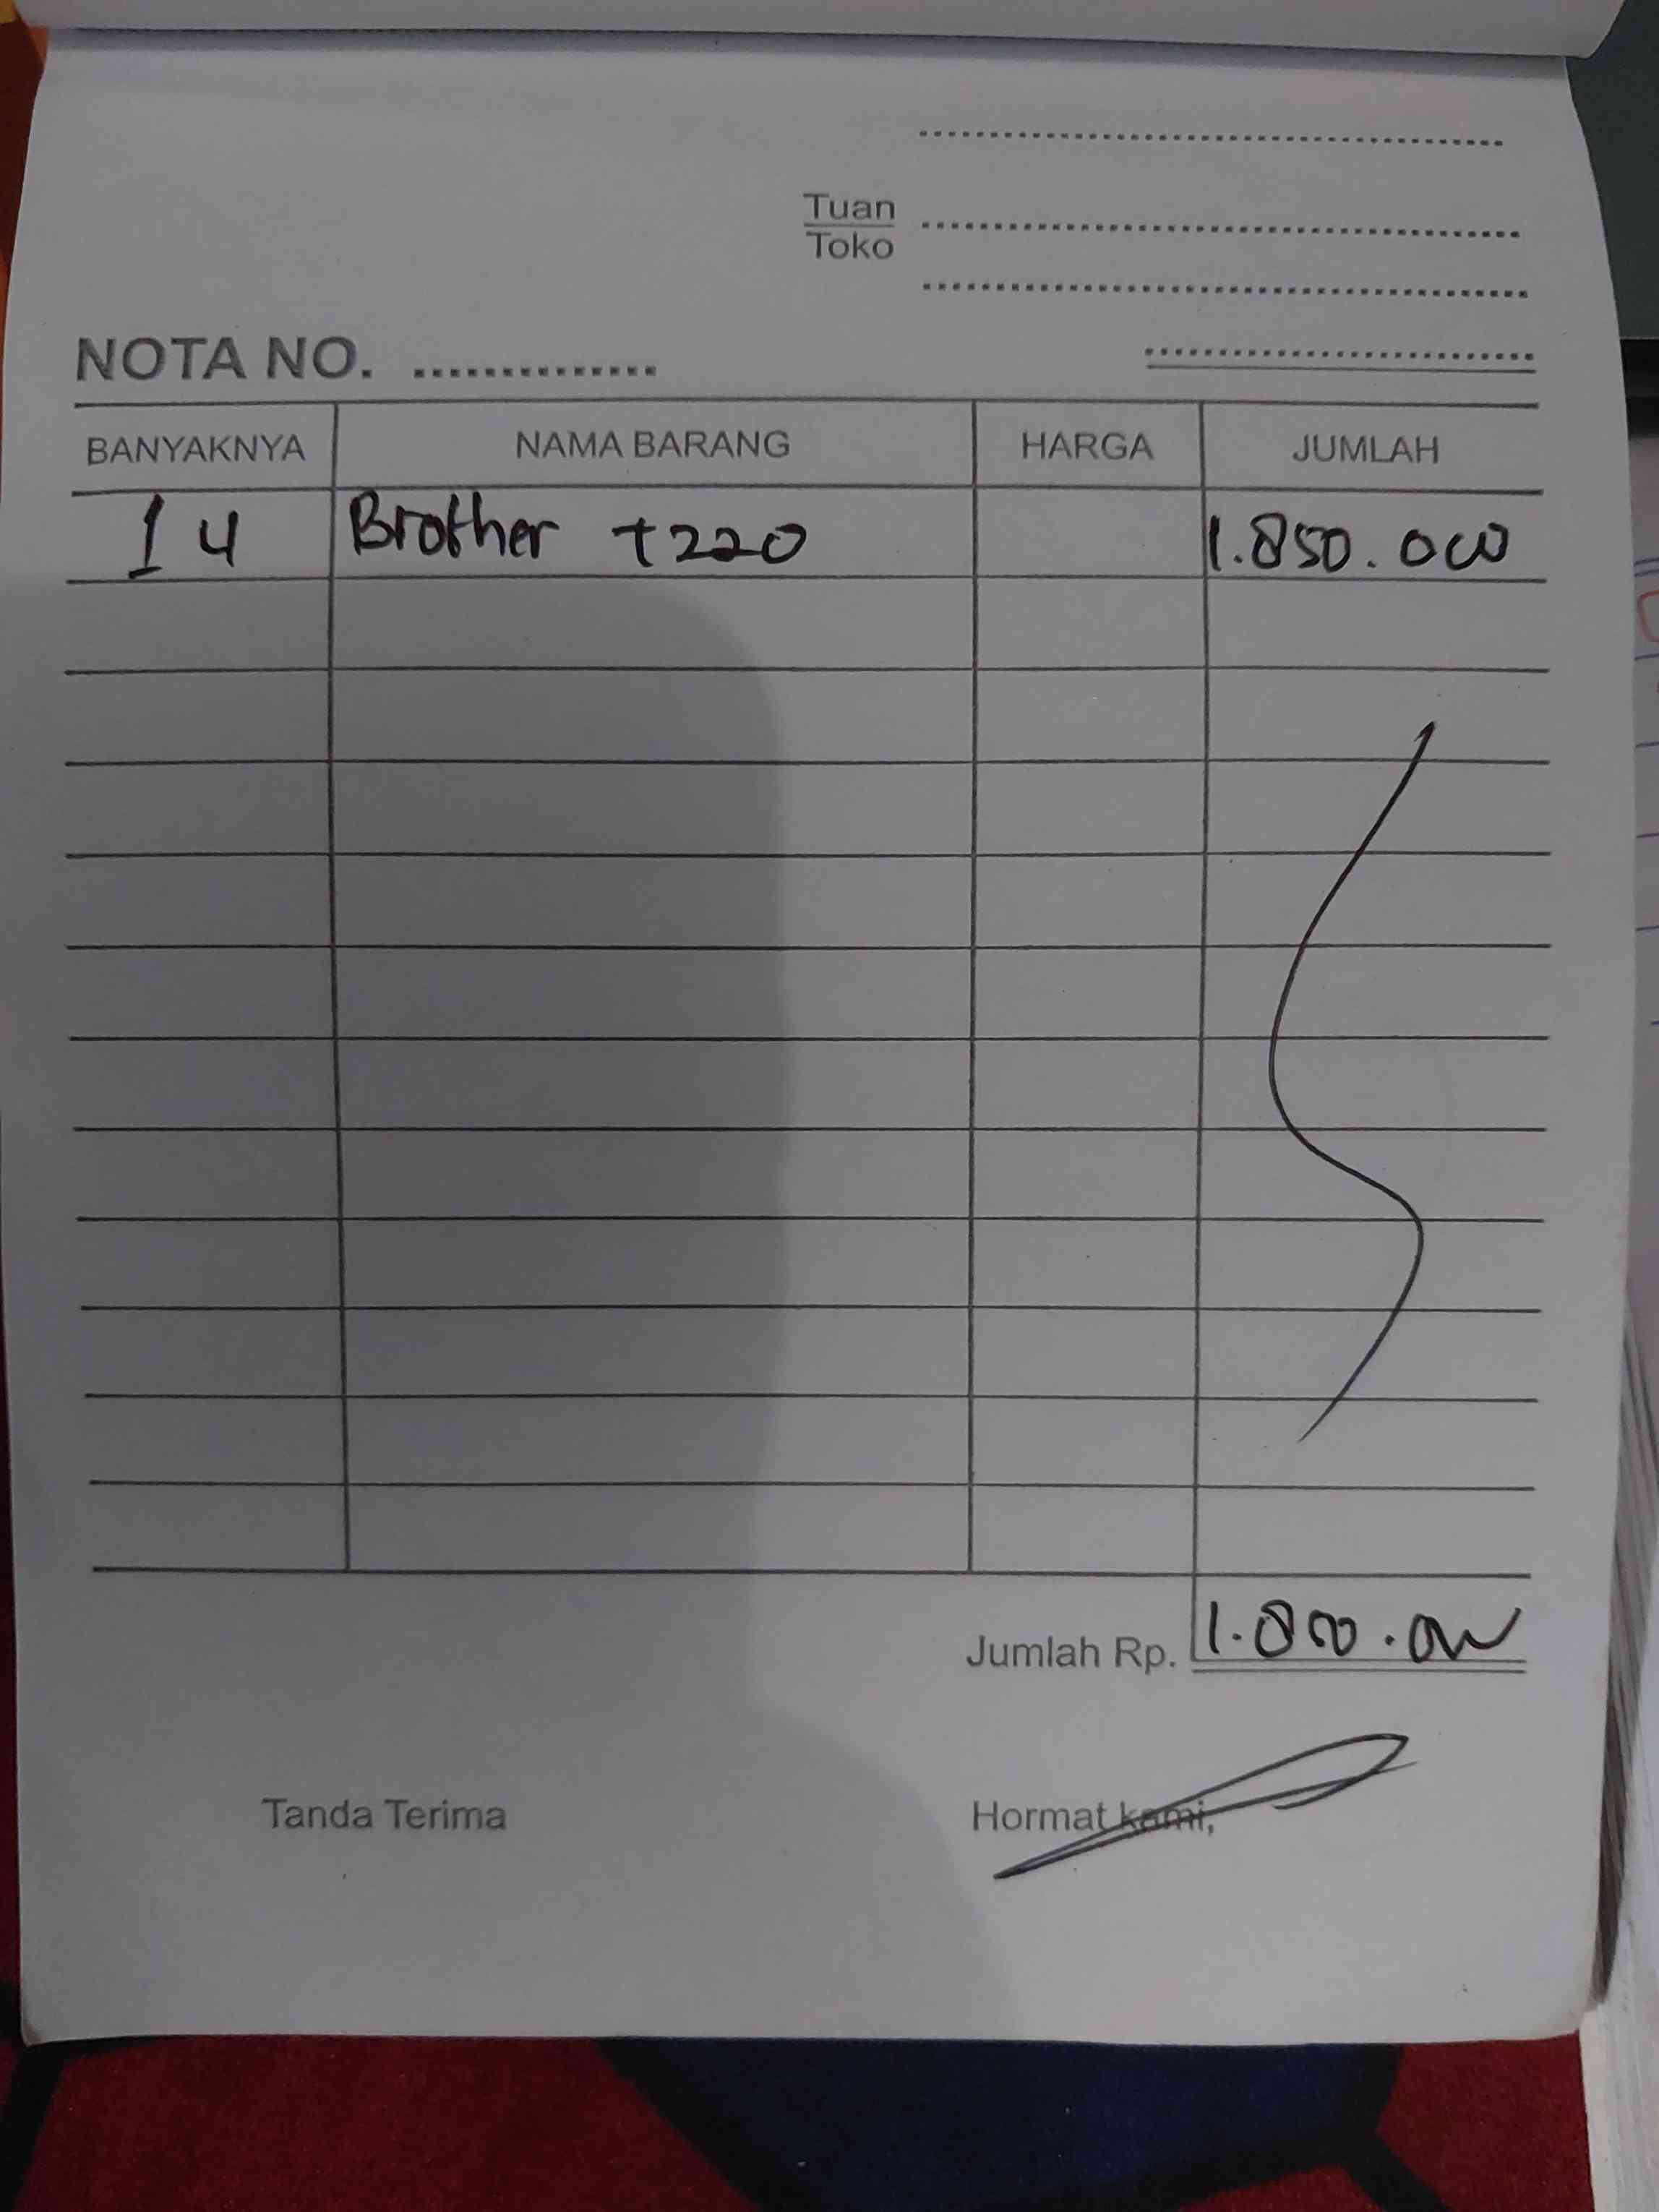 Tuan
Toko
NOTA NO. ..............
BANYAKNYA NAMA BARANG HARGA JUMLAH
1 u Brother t220 1.850.000
Jumlah Rp. 1.850.000
Tanda Terima Hormat kami,